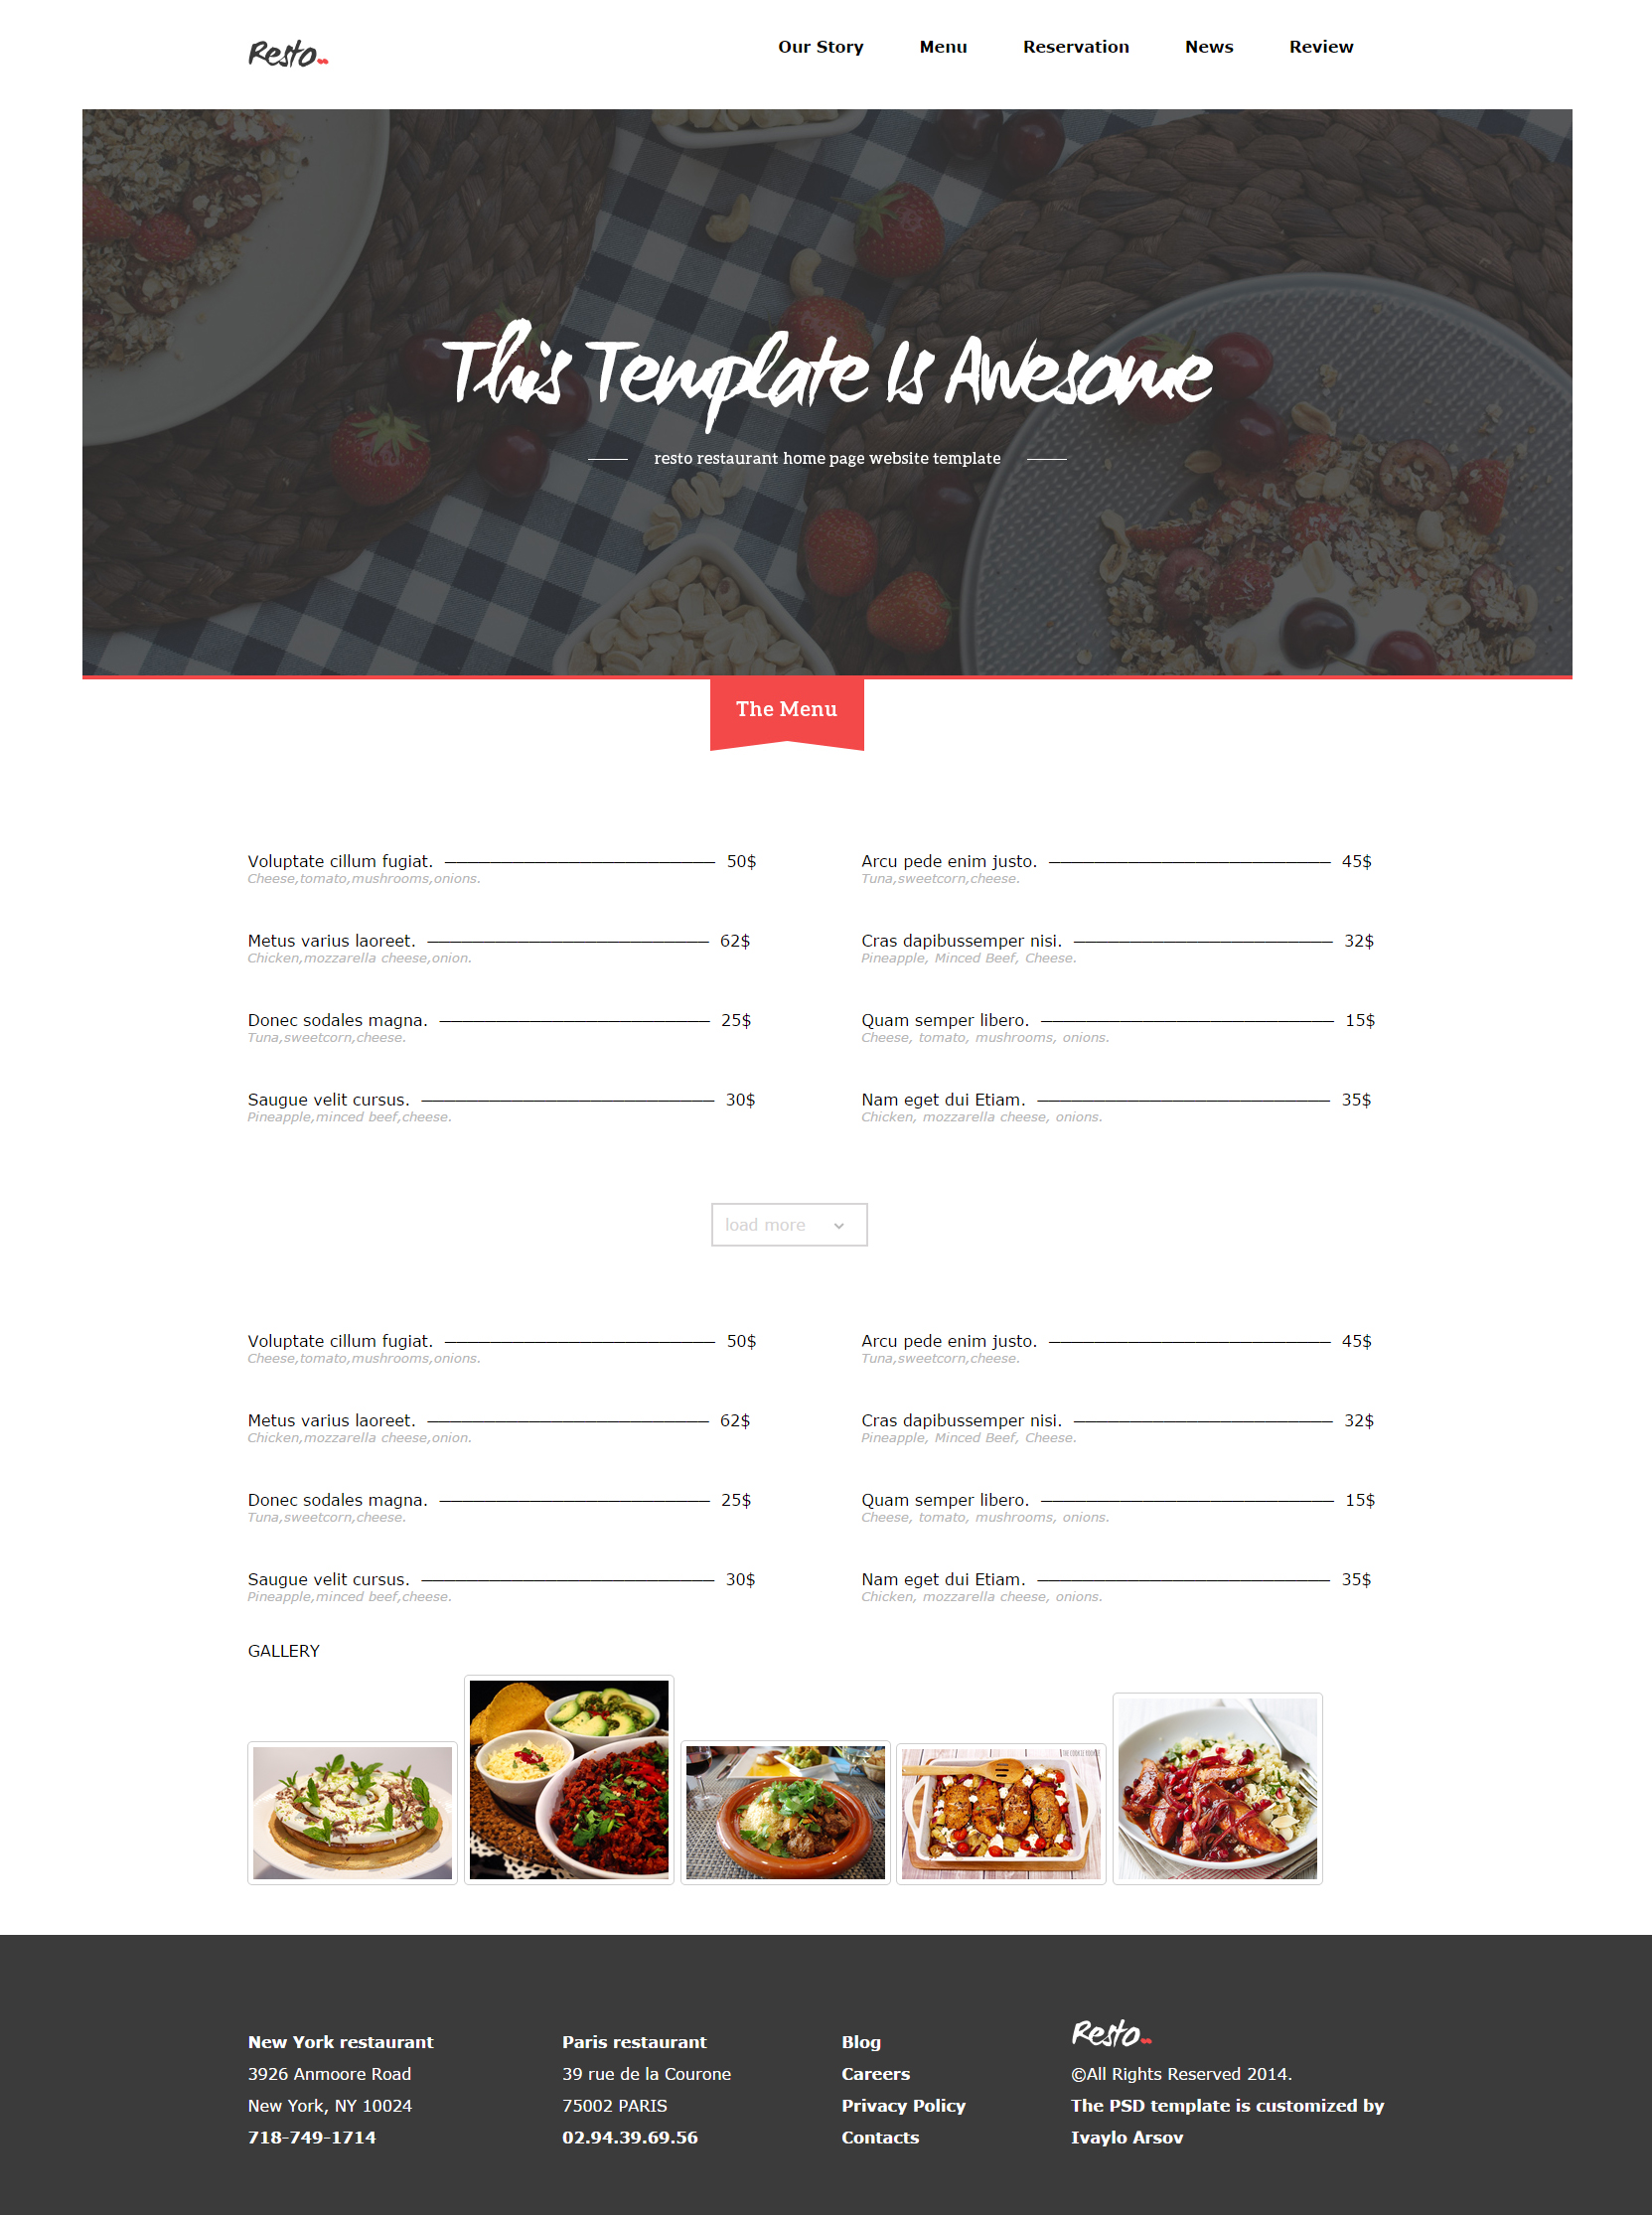 Resto
Our Story Menu Reservation News Review
This Template Is Awesome
resto restaurant home page website template
The Menu
Voluptate cillum fugiat. 50$ Arcu pede enim justo. 45$
Cheese,tomato,mushrooms,onions. Tuna,sweetcorn,cheese.
Metus varius laoreet. 62$ Cras dapibussemper nisi. 32$
Chicken,mozzarella cheese,onion. Pineapple, Minced Beef, Cheese.
Donec sodales magna. 25$ Quam semper libero. 15$
Tuna,sweetcorn,cheese. Cheese, tomato, mushrooms, onions.
Saugue velit cursus. 30$ Nam eget dui Etiam. 35$
Pineapple,minced beef,cheese. Chicken, mozzarella cheese, onions.
load more
Voluptate cillum fugiat. 50$ Arcu pede enim justo. 45$
Cheese,tomato,mushrooms,onions. Tuna,sweetcorn,cheese.
Metus varius laoreet. 62$ Cras dapibussemper nisi. 32$
Chicken,mozzarella cheese,onion. Pineapple, Minced Beef, Cheese.
Donec sodales magna. 25$ Quam semper libero. 15$
Tuna,sweetcorn,cheese. Cheese, tomato, mushrooms, onions.
Saugue velit cursus. 30$ Nam eget dui Etiam. 35$
Pineapple,minced beef,cheese. Chicken, mozzarella cheese, onions.
GALLERY
New York restaurant
3926 Anmoore Road
New York, NY 10024
718-749-1714
Paris restaurant
39 rue de la Courone
75002 PARIS
02.94.39.69.56
Blog
Careers
Privacy Policy
Contacts
Resto
©All Rights Reserved 2014.
The PSD template is customized by
Ivaylo Arsov